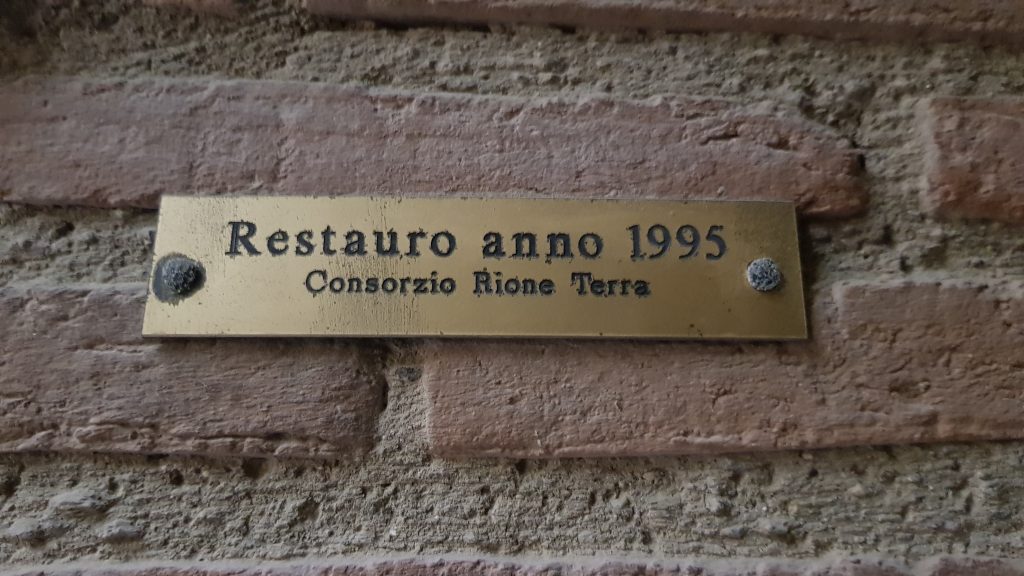 Restauro anno 1995
Consorzio Rione Terra